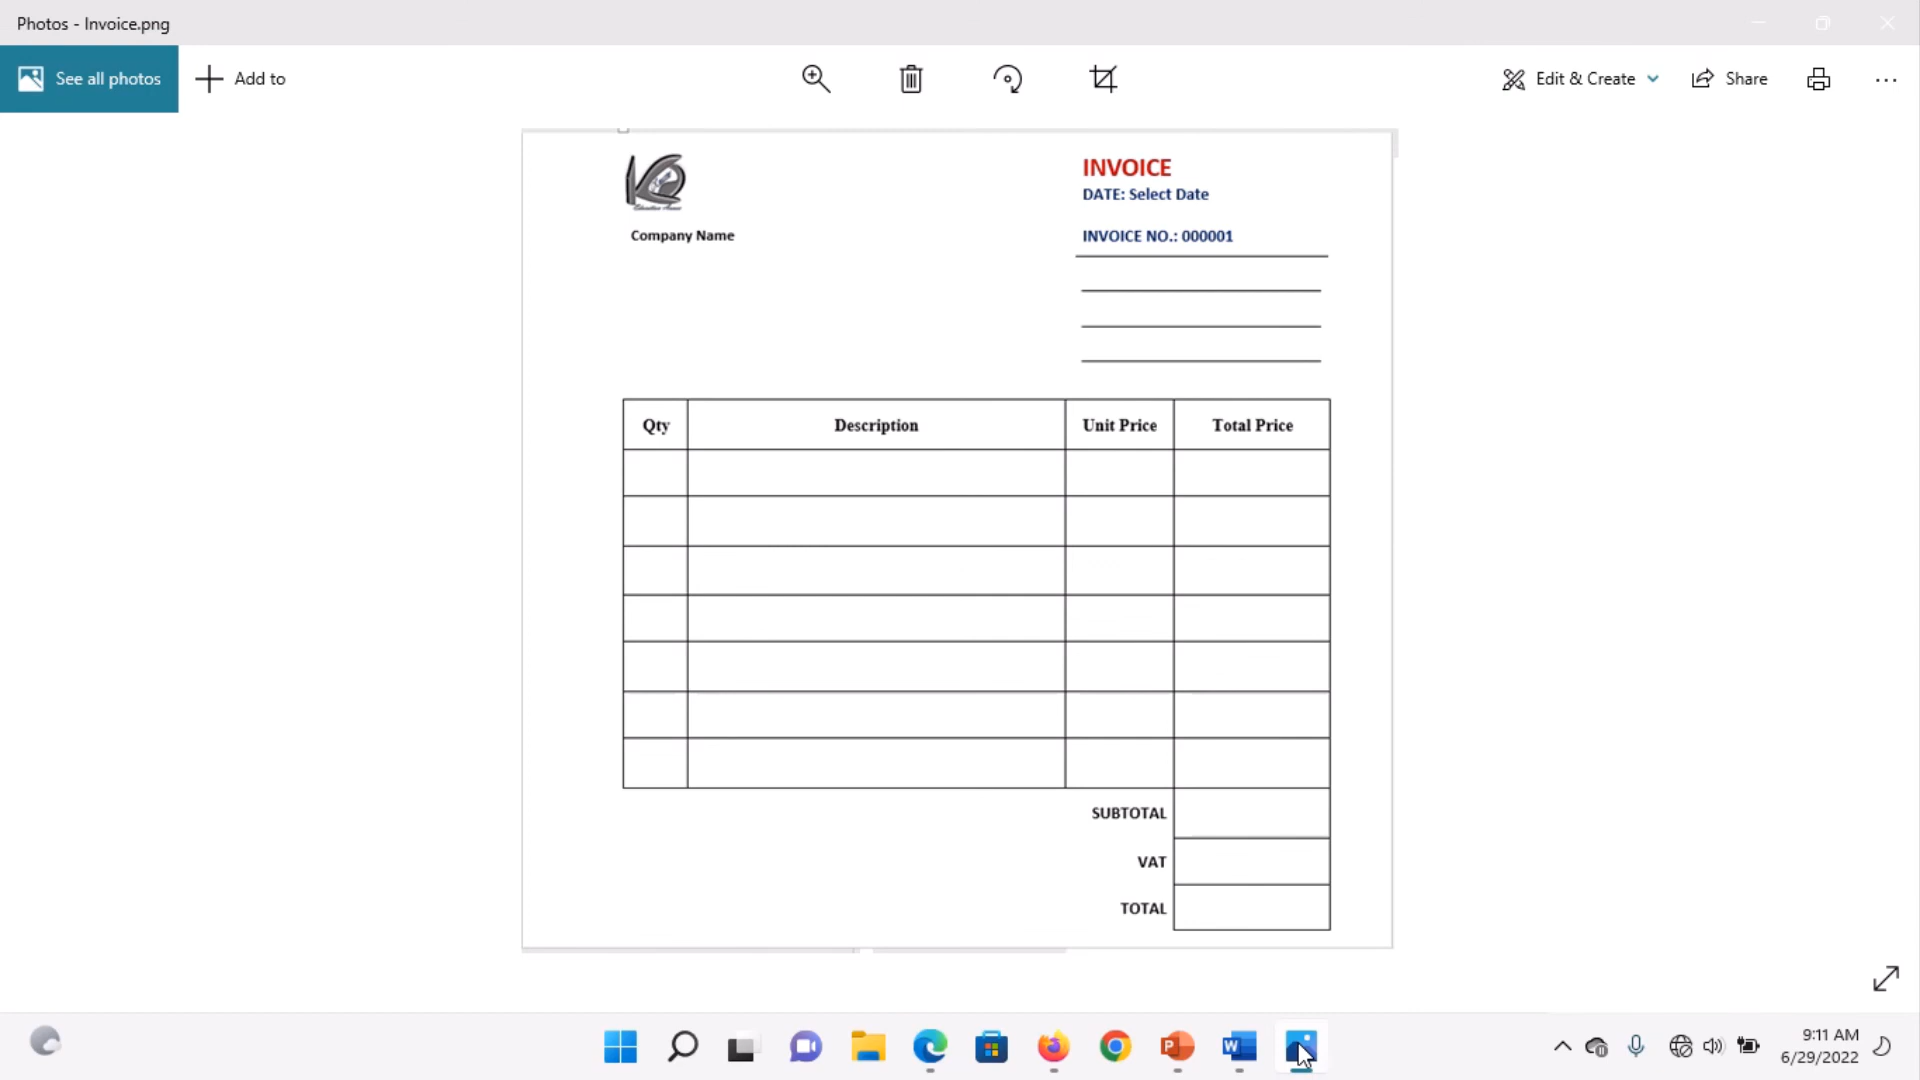 Photos - Invoice.png
See all photos
Add to
Edit & Create
Share
INVOICE
DATE: Select Date
Company Name
INVOICE NO.: 000001
Qty Description Unit Price Total Price
SUBTOTAL
VAT
TOTAL
9:11 AM
6/29/2022